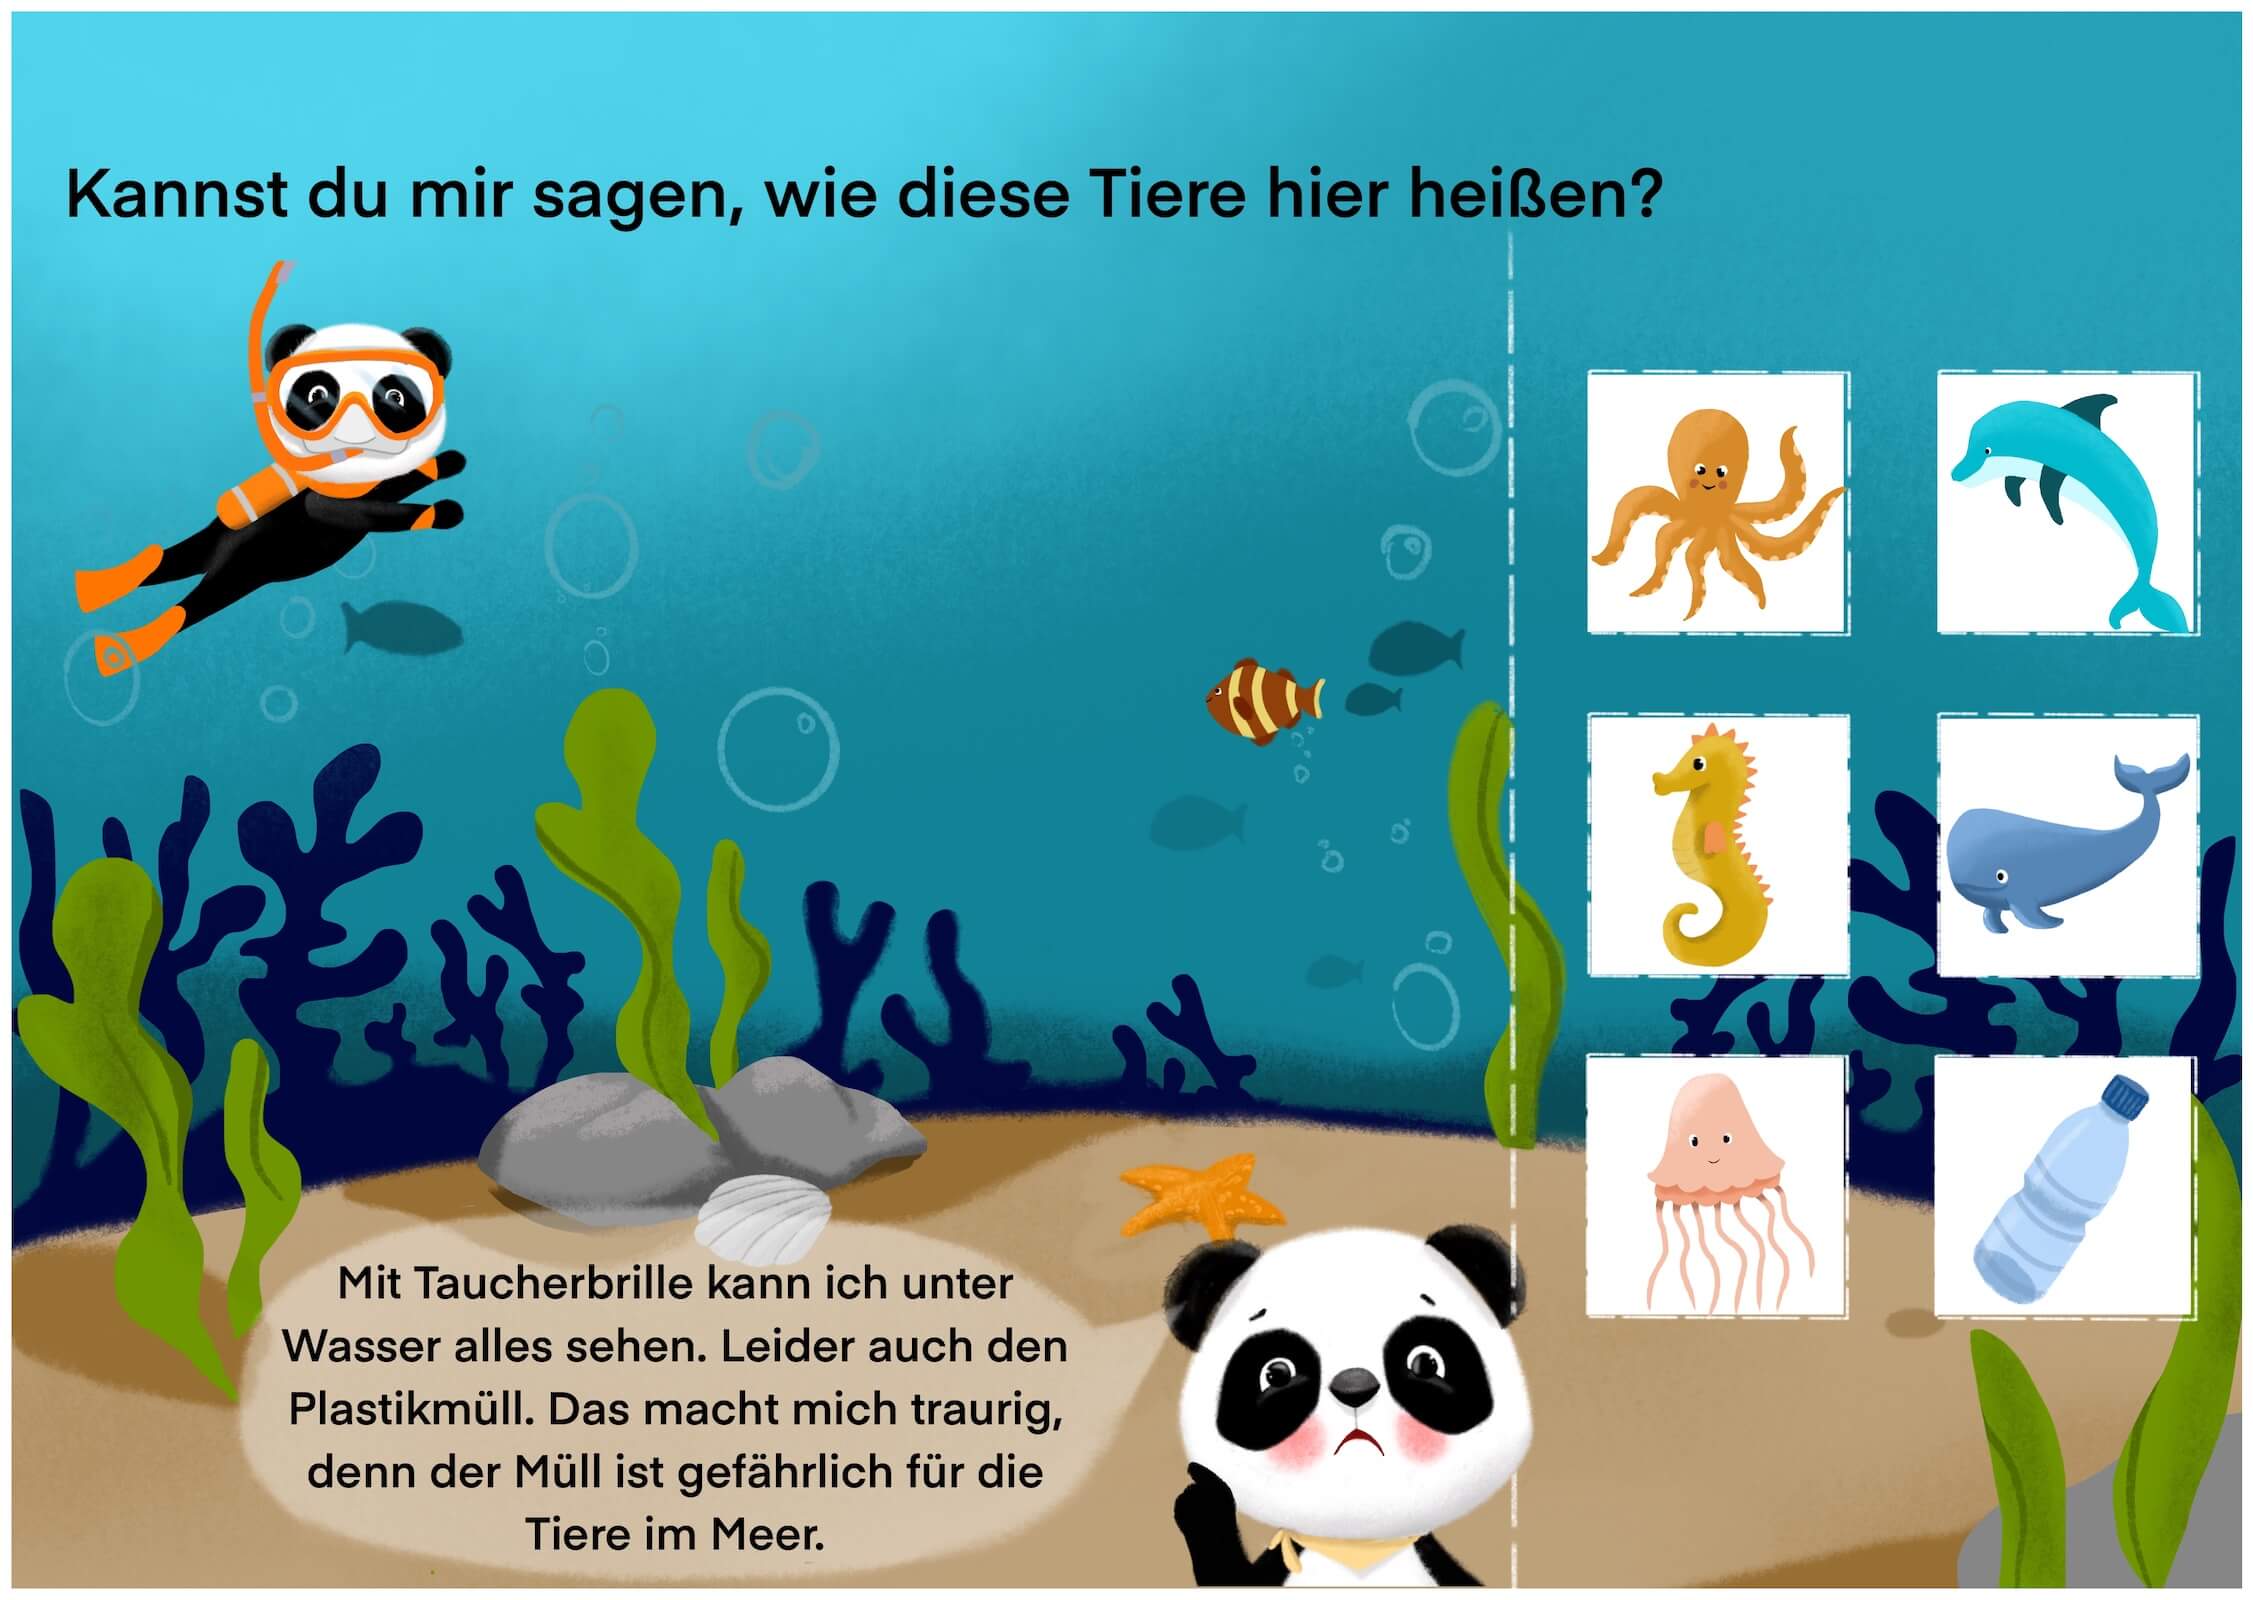 Kannst du mir sagen, wie diese Tiere hier heißen?
Mit Taucherbrille kann ich unter
Wasser alles sehen. Leider auch den
Plastikmüll. Das macht mich traurig,
denn der Müll ist gefährlich für die
Tiere im Meer.